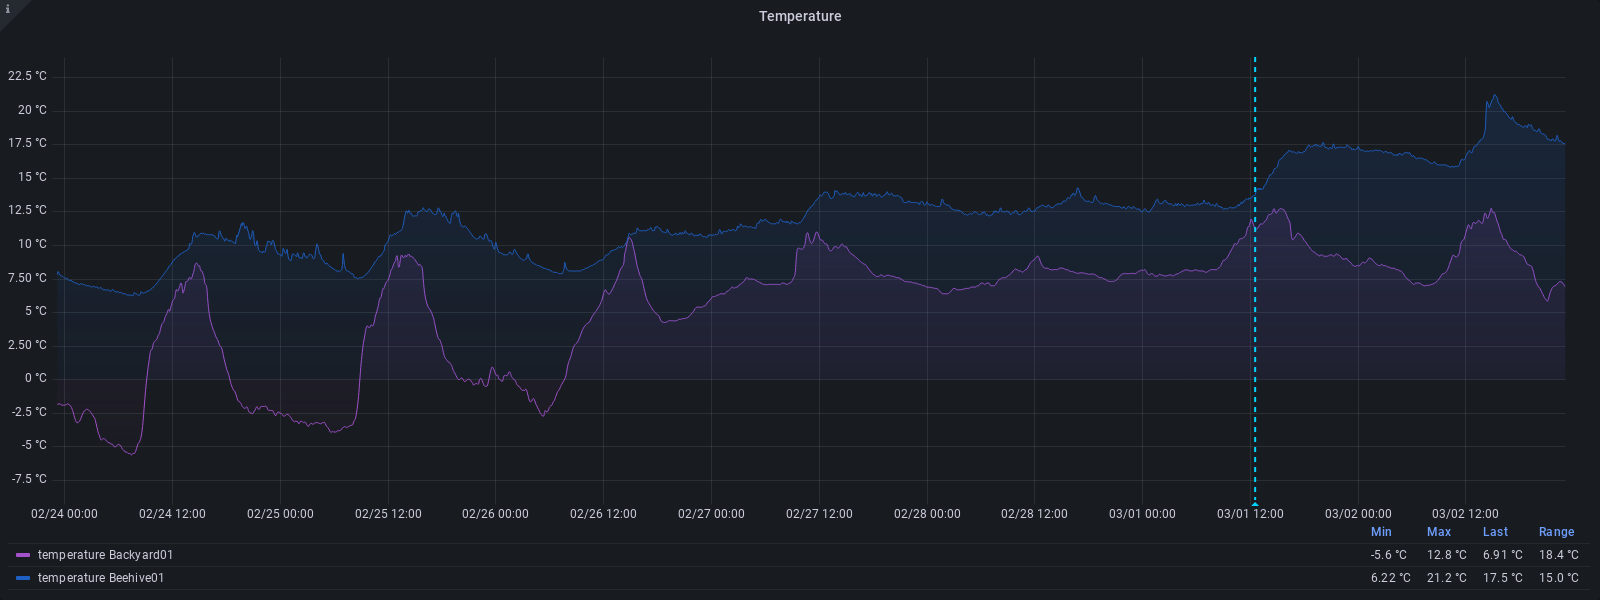 i
Temperature
22.5 °C
20 °C
17.5 °C
15 °C
12.5 °C
10 °C
7.50 °C
5 °C
2.50 °C
0 °C
-2.5 °C
-5 °C
-7.5 °C
02/24 00:00 02/24 12:00 02/25 00:00 02/25 12:00 02/26 00:00 02/26 12:00 02/27 00:00 02/27 12:00 02/28 00:00 02/28 12:00 03/01 00:00 03/01 12:00 03/02 00:00 03/02 12:00
Min Max Last Range
temperature Backyard01 -5.6 °C 12.8 °C 6.91 °C 18.4 °C
temperature Beehive01 6.22 °C 21.2 °C 17.5 °C 15.0 °C